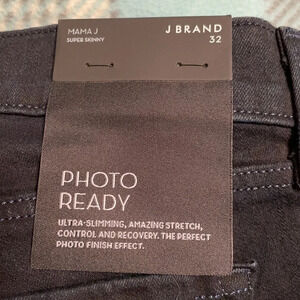 MAMA J
SUPER SKINNY
J BRAND
32
PHOTO
READY
ULTRA-SLIMMING, AMAZING STRETCH,
CONTROL AND RECOVERY. THE PERFECT
PHOTO FINISH EFFECT.